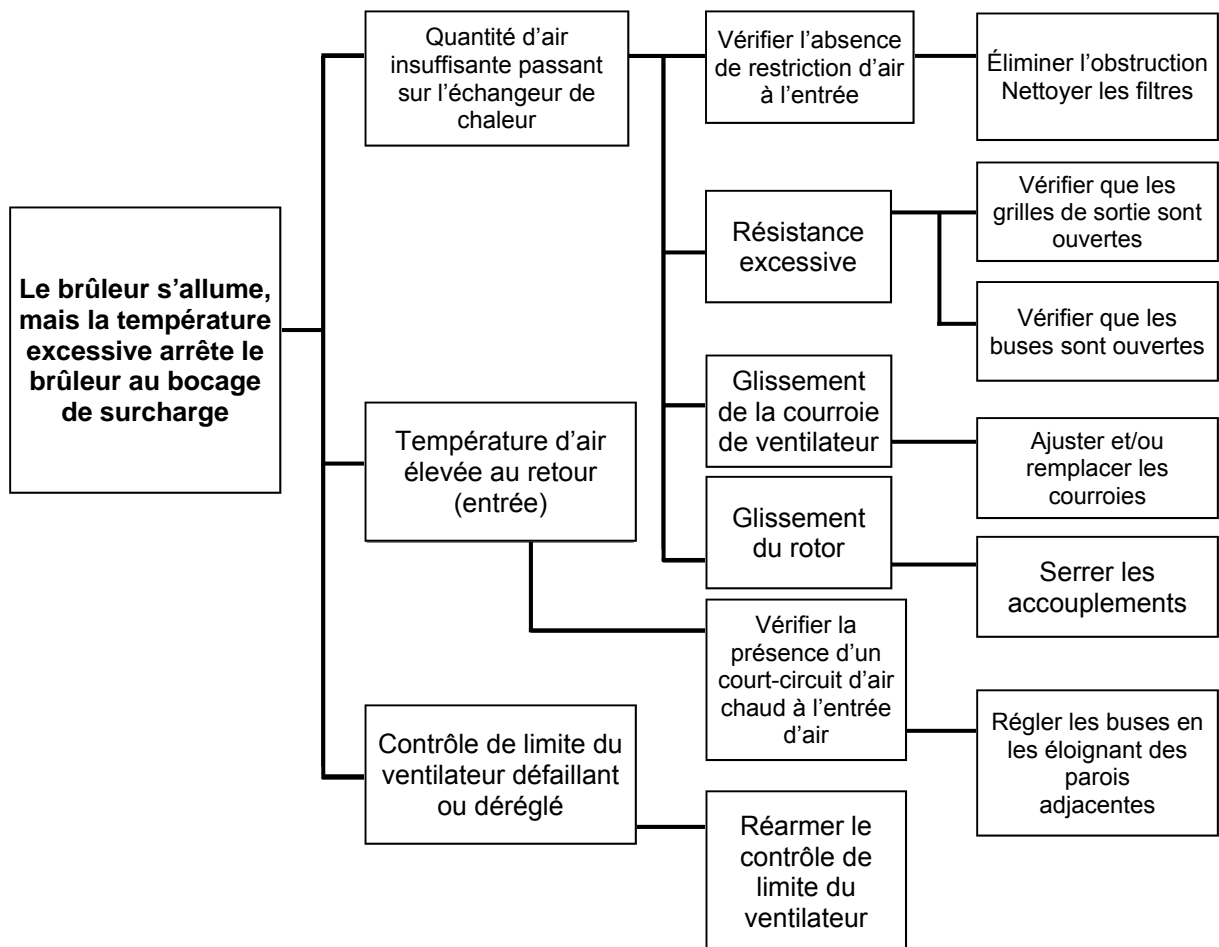 Le brûleur s’allume,
mais la température
excessive arrête le
brûleur au bocage
de surcharge
Quantité d’air
insuffisante passant
sur l’échangeur de
chaleur
Vérifier l’absence
de restriction d’air
à l’entrée
Éliminer l’obstruction
Nettoyer les filtres
Résistance
excessive
Vérifier que les
grilles de sortie sont
ouvertes
Vérifier que les
buses sont ouvertes
Glissement
de la courroie
de ventilateur
Ajuster et/ou
remplacer les
courroies
Glissement
du rotor
Serrer les
accouplements
Température d’air
élevée au retour
(entrée)
Vérifier la
présence d’un
court-circuit d’air
chaud à l’entrée
d’air
Régler les buses en
les éloignant des
parois
adjacentes
Contrôle de limite du
ventilateur défaillant
ou déréglé
Réarmer le
contrôle de
limite du
ventilateur